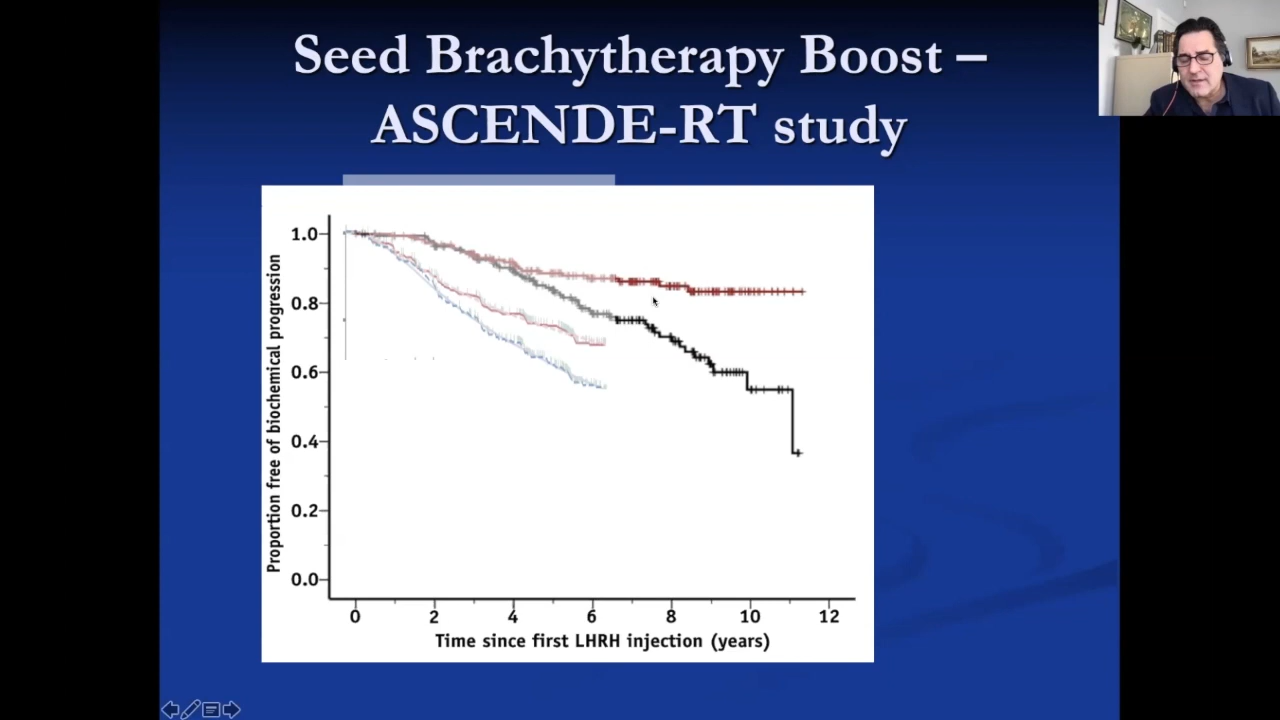 Seed Brachytherapy Boost –
ASCENDE-RT study
Proportion free of biochemical progression
1.0
0.8
0.6
0.4
0.2
0.0
0 2 4 6 8 10 12
Time since first LHRH injection (years)